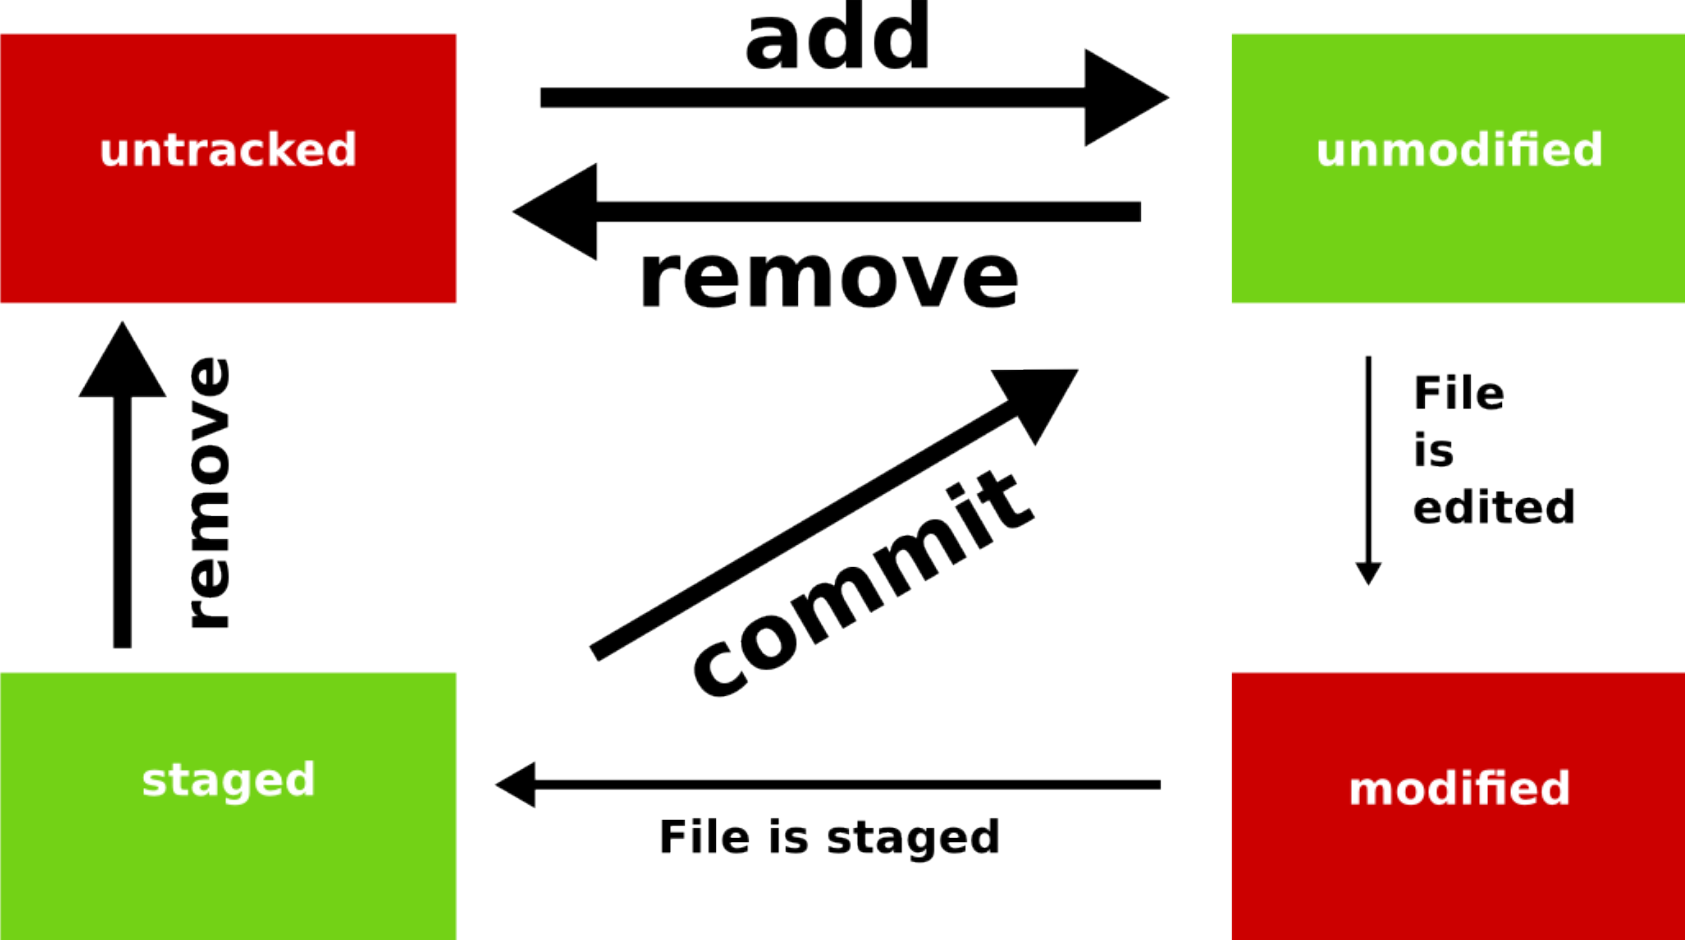 add
untracked
unmodified
remove
remove
File
is
edited
commit
staged
modified
File is staged